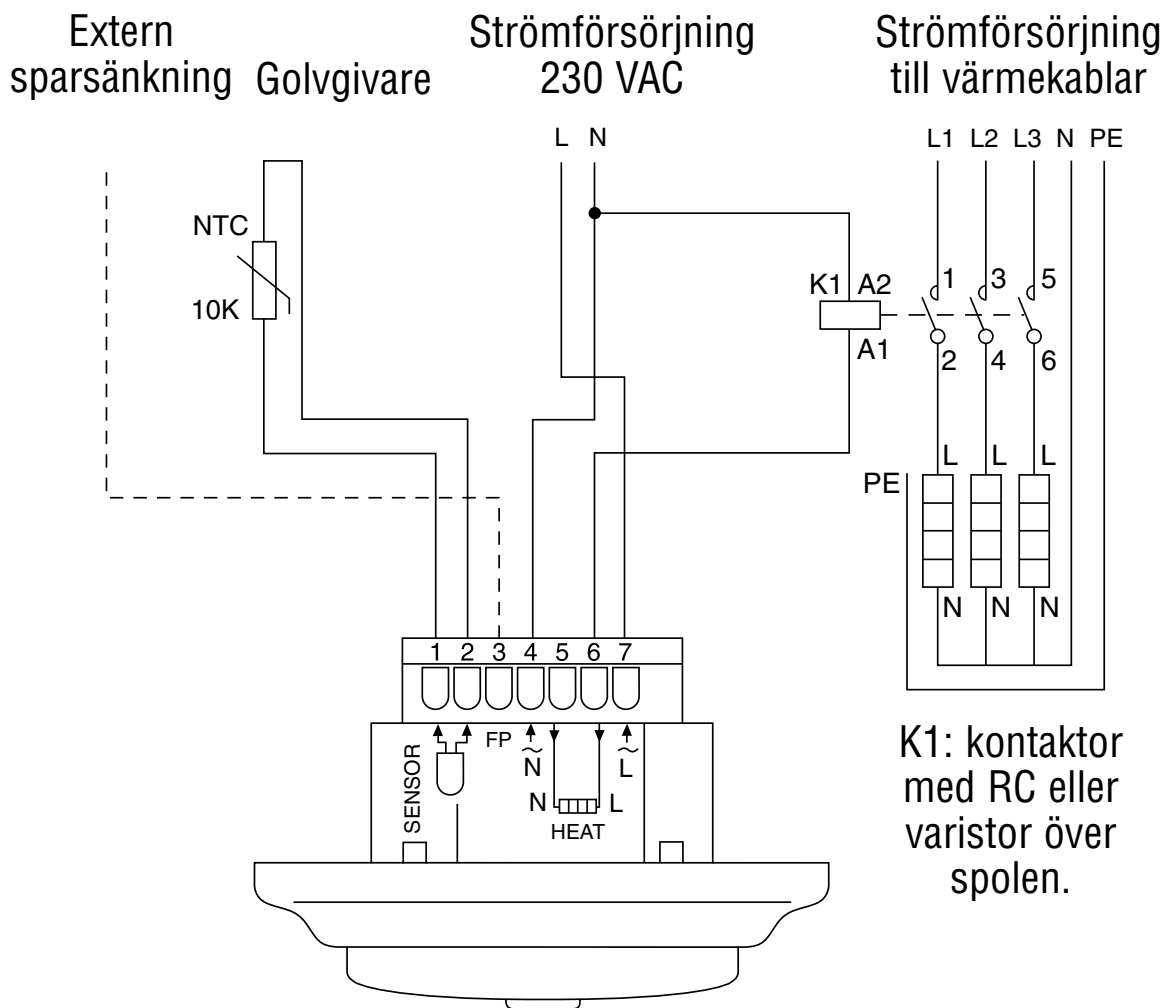 Extern
sparsänkning
Golvgivare
Strömförsörjning
230 VAC
Strömförsörjning
till värmekablar
L N
L1 L2 L3 N PE
NTC
10K
K1 A2
A1
1 3 5
2 4 6
L L L
PE
N N N
1 2 3 4 5 6 7
SENSOR
FP
N
L
N L
HEAT
K1: kontaktor
med RC eller
varistor över
spolen.